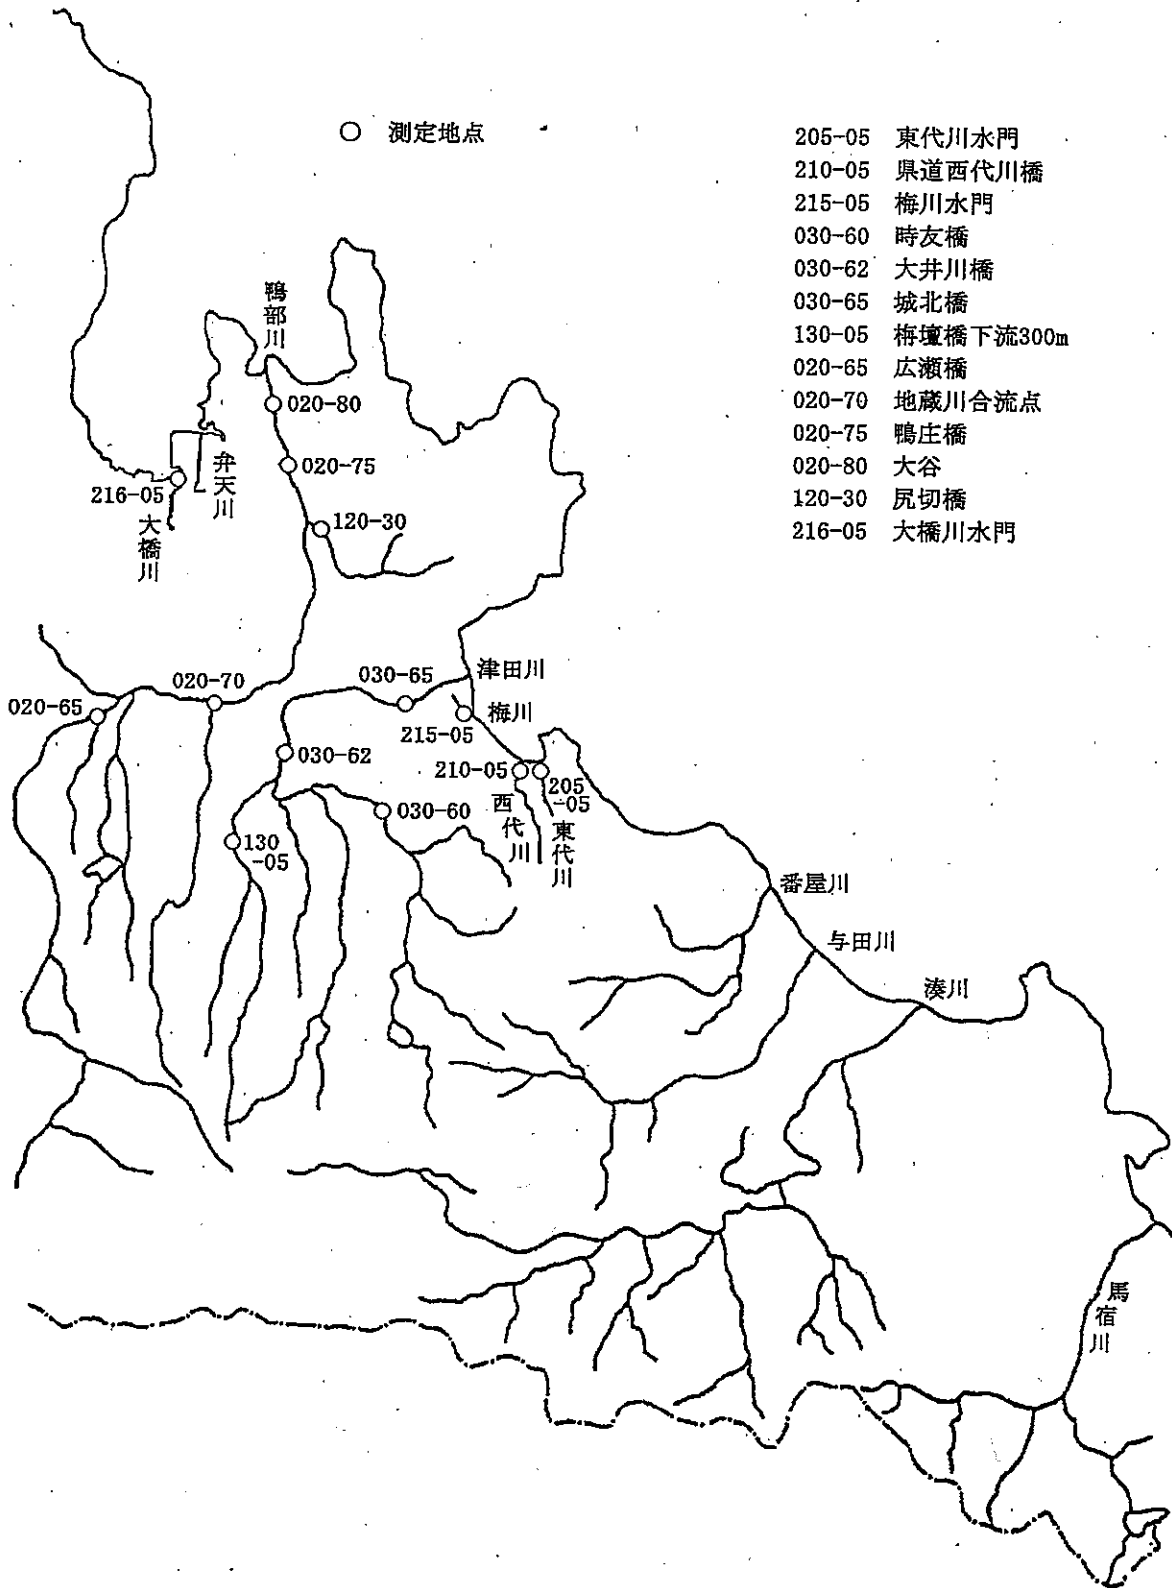 ○ 測定地点
205-05 東代川水門
210-05 県道西代川橋
215-05 梅川水門
030-60 時友橋
030-62 大井川橋
030-65 城北橋
130-05 栴壇橋下流300m
020-65 広瀬橋
020-70 地蔵川合流点
020-75 鴨庄橋
020-80 大谷
120-30 尻切橋
216-05 大橋川水門
鴨部川
020-80
弁天川
020-75
216-05
大橋川
120-30
津田川
030-65
020-70
020-65
梅川
215-05
030-62
210-05
205
-05
西代川
東代川
030-60
130
-05
番屋川
与田川
湊川
馬宿川